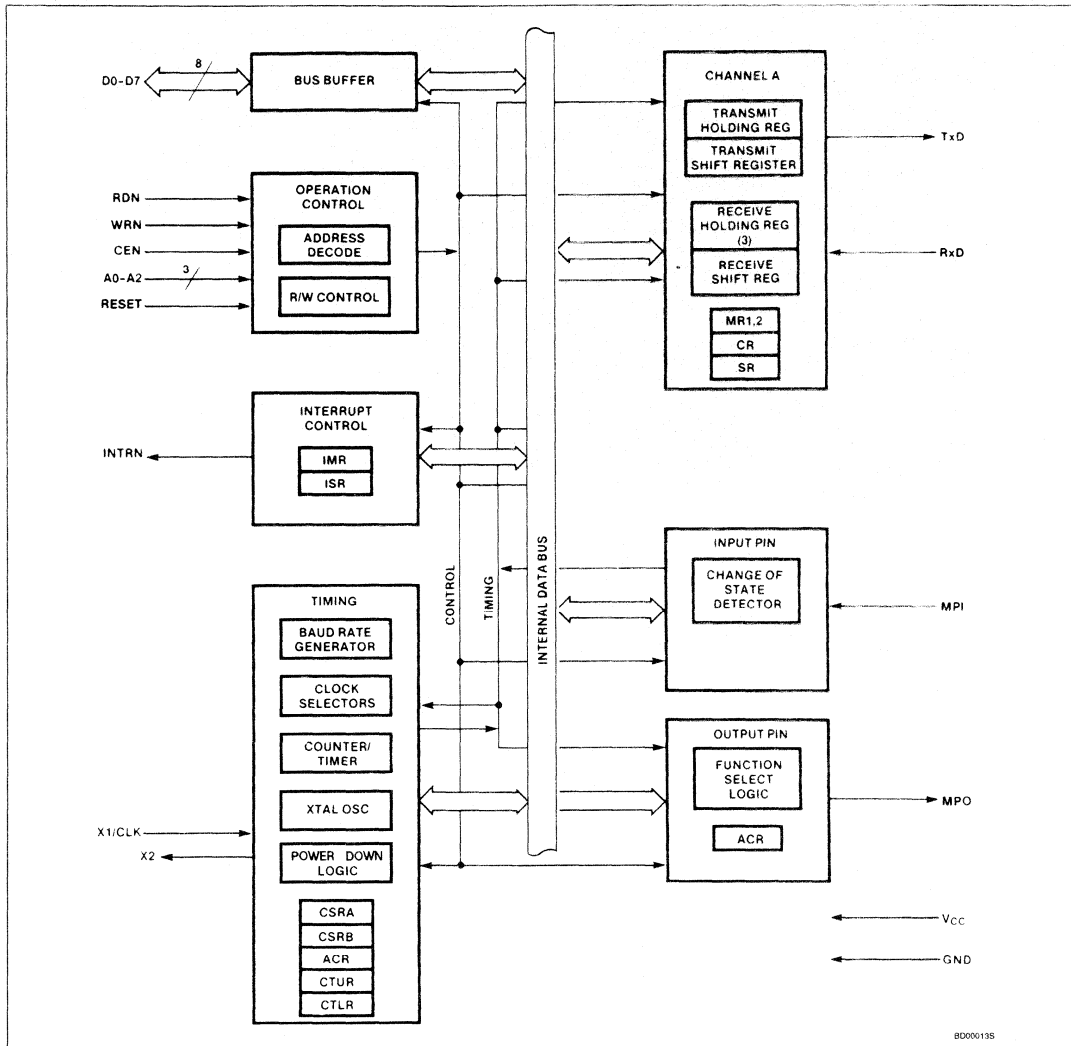 D0-D7
8
BUS BUFFER
RDN
WRN
CEN
A0-A2
3
RESET
OPERATION
CONTROL
ADDRESS
DECODE
R/W CONTROL
INTRN
INTERRUPT
CONTROL
IMR
ISR
TIMING
BAUD RATE
GENERATOR
CLOCK
SELECTORS
COUNTER/
TIMER
XTAL OSC
POWER DOWN
LOGIC
CSRA
CSRB
ACR
CTUR
CTLR
X1/CLK
X2
CONTROL
TIMING
INTERNAL DATA BUS
CHANNEL A
TRANSMIT
HOLDING REG
TRANSMIT
SHIFT REGISTER
RECEIVE
HOLDING REG
(3)
RECEIVE
SHIFT REG
MR1,2
CR
SR
TxD
RxD
INPUT PIN
CHANGE OF
STATE
DETECTOR
MPI
OUTPUT PIN
FUNCTION
SELECT
LOGIC
ACR
MPO
VCC
GND
BD00013S